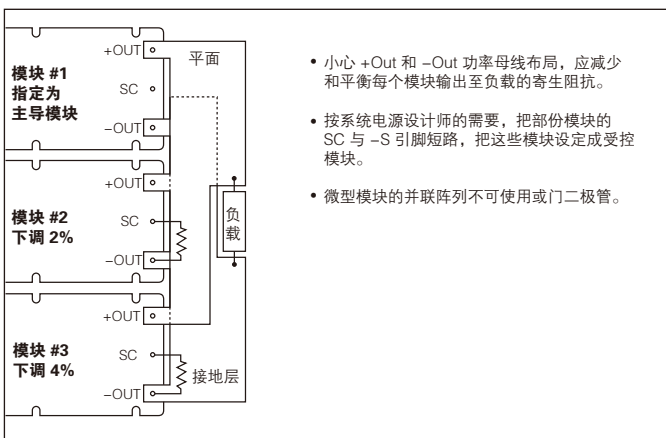 +OUT
平面
模块 #1
指定为
主导模块
SC
–OUT
+OUT
模块 #2
下调 2%
SC
–OUT
负
载
+OUT
模块 #3
下调 4%
SC
接地层
–OUT
• 小心 +Out 和 –Out 功率母线布局，应减少
和平衡每个模块输出至负载的寄生阻抗。
• 按系统电源设计师的需要，把部份模块的
SC 与 –S 引脚短路，把这些模块设定成受控
模块。
• 微型模块的并联阵列不可使用或门二极管。